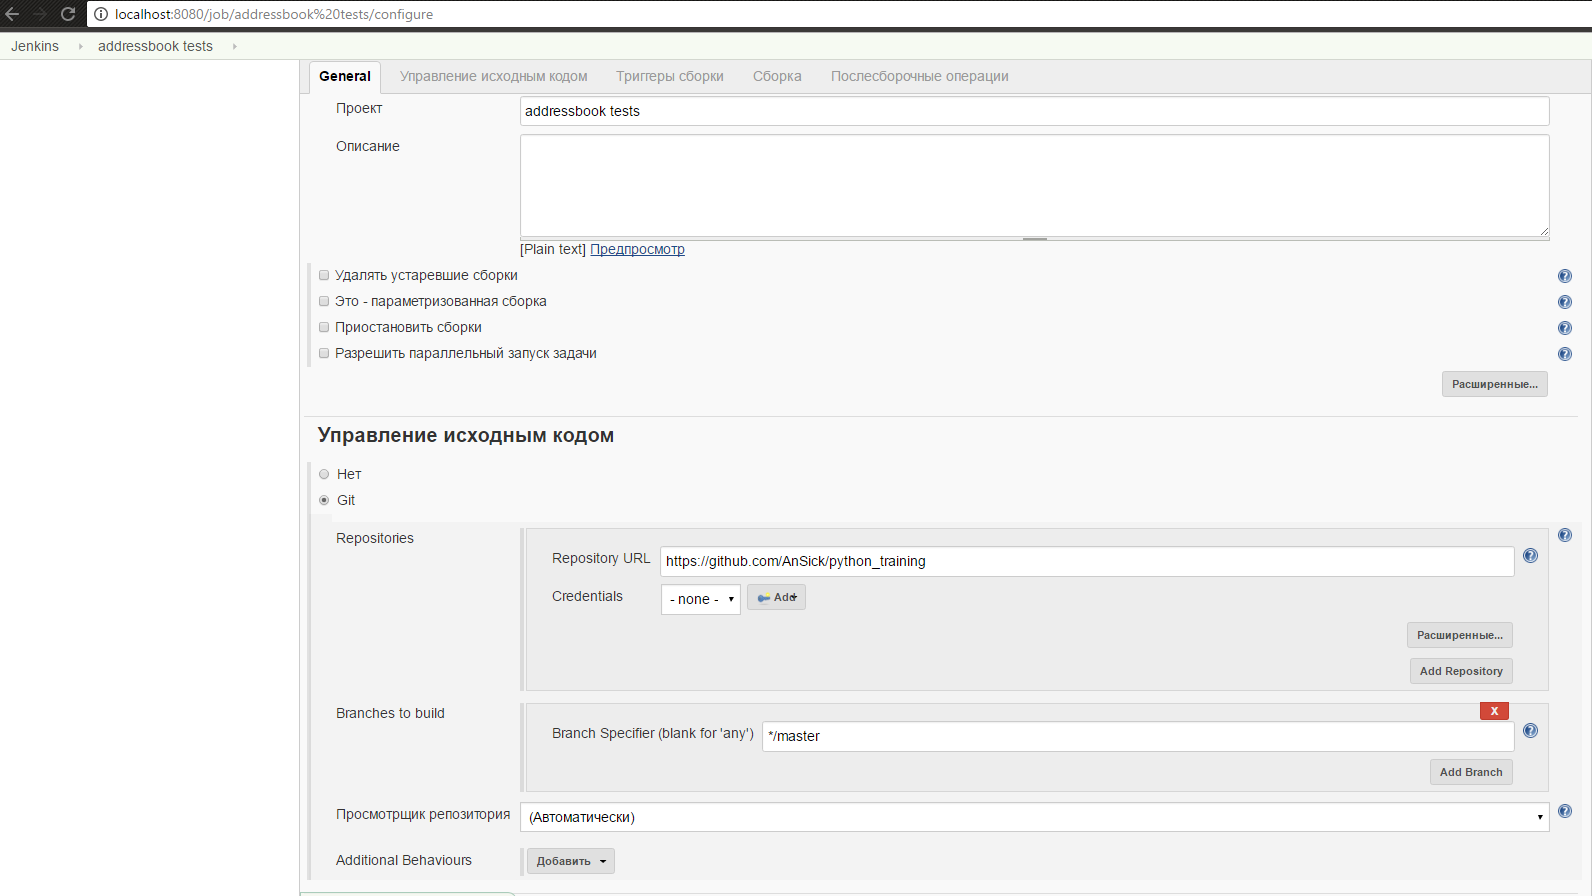 localhost:8080/job/addressbook%20tests/configure
Jenkins addressbook tests
General Управление исходным кодом Триггеры сборки Сборка Послесборочные операции
Проект addressbook tests
Описание
[Plain text] Предпросмотр
Удалять устаревшие сборки
Это - параметризованная сборка
Приостановить сборки
Разрешить параллельный запуск задачи
Расширенные...
Управление исходным кодом
Нет
Git
Repositories
Repository URL https://github.com/AnSick/python_training
Credentials - none - Add
Расширенные...
Add Repository
Branches to build
X
Branch Specifier (blank for 'any') */master
Add Branch
Просмотрщик репозитория (Автоматически)
Additional Behaviours Добавить